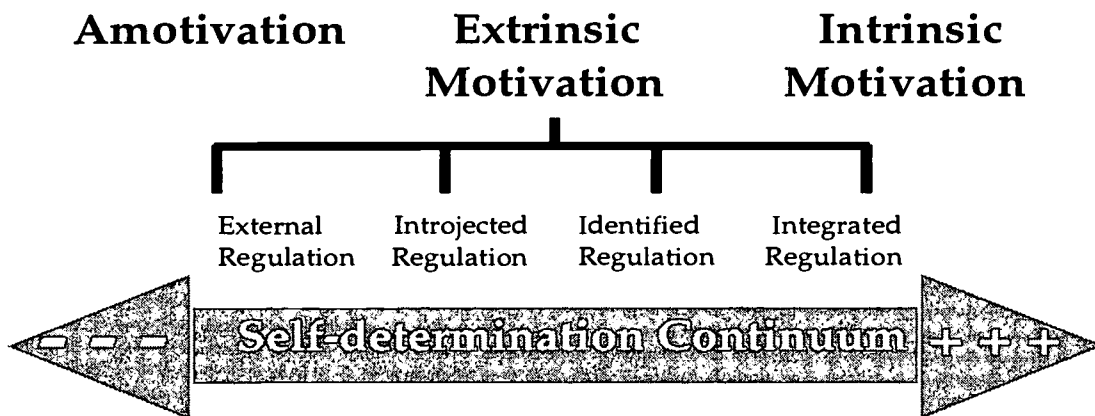 Amotivation
Extrinsic
Motivation
Intrinsic
Motivation
External
Regulation
Introjected
Regulation
Identified
Regulation
Integrated
Regulation
- - - Self-determination Continuum + + +